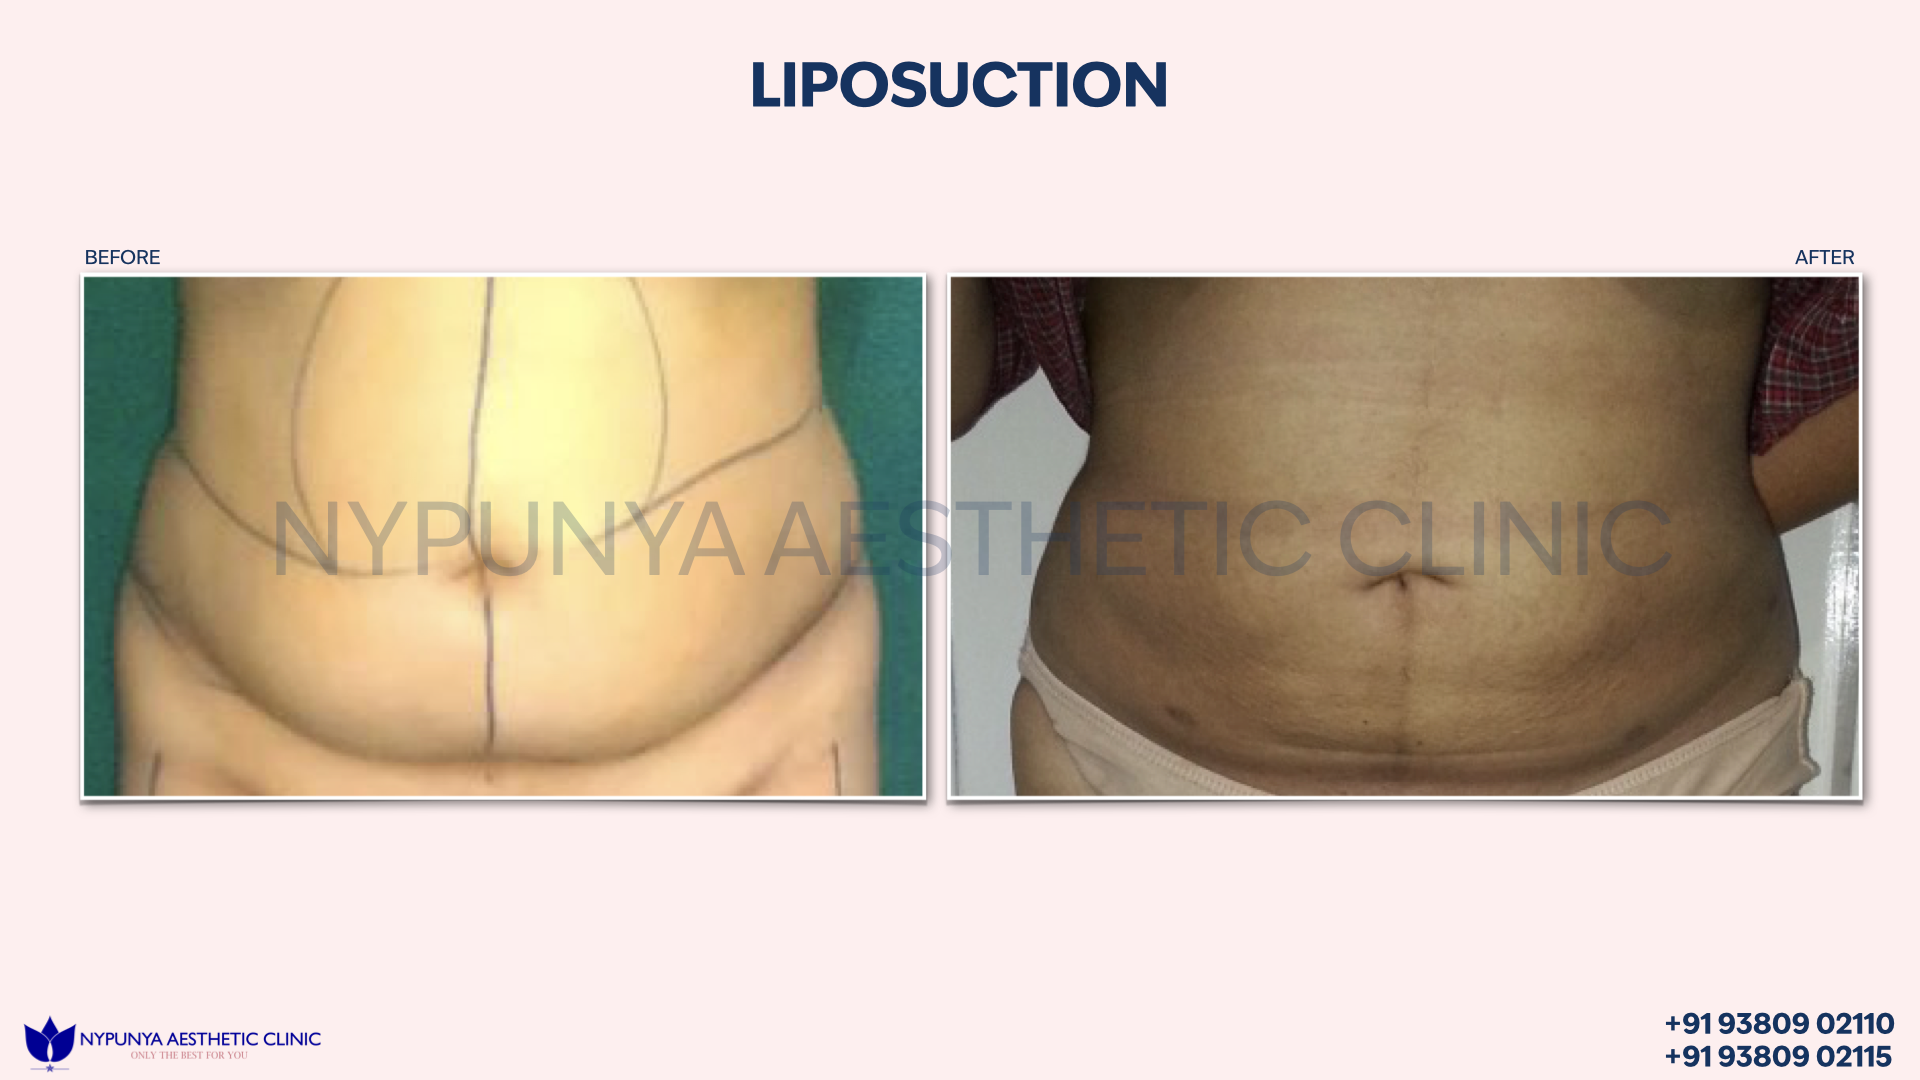 LIPOSUCTION
BEFORE
AFTER
NYPUNYA AESTHETIC CLINIC
NYPUNYA AESTHETIC CLINIC
ONLY THE BEST FOR YOU
+91 93809 02110
+91 93809 02115